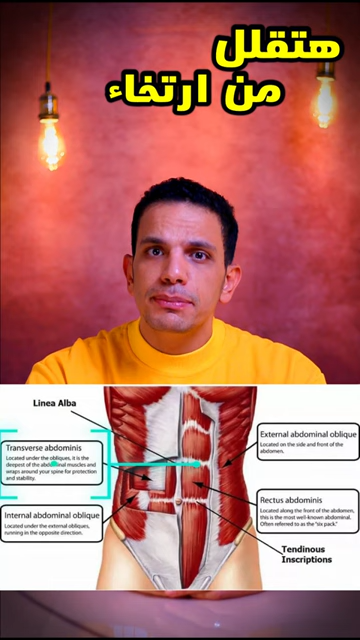 هتقلل
من ارتخاء
Linea Alba
Transverse abdominis
Located under the obliques, it is the
deepest of the abdominal muscles and
wraps around your spine for protection
and stability.
Internal abdominal oblique
Located under the external obliques,
running in the opposite direction.
External abdominal oblique
Located on the side and front of the
abdomen.
Rectus abdominis
Located along the front of the abdomen,
this is the most well-known abdominal.
Often referred to as the "six pack."
Tendinous
Inscriptions